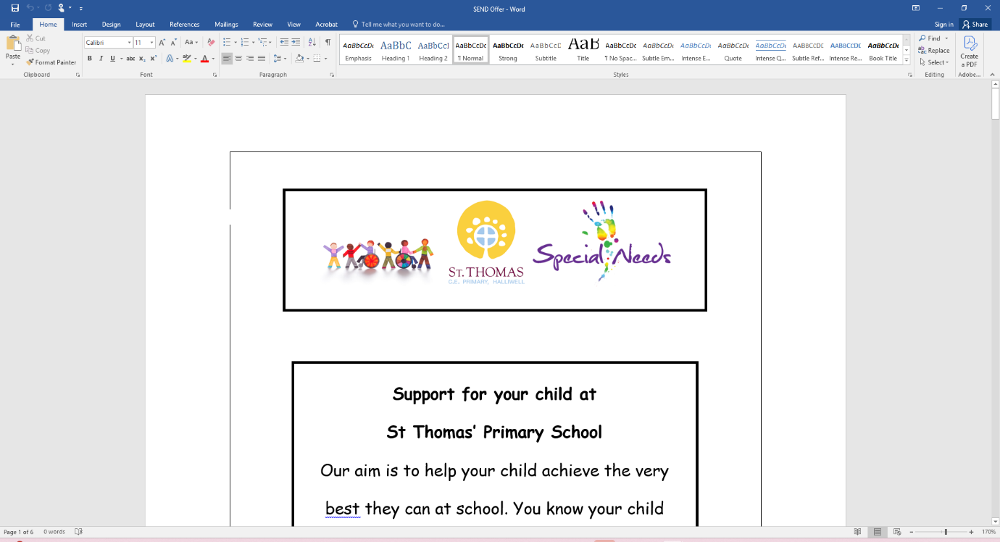 SEND Offer - Word
File Home Insert Design Layout References Mailings Review View Acrobat Tell me what you want to do... Sign in Share
Paste
Cut
Copy
Format Painter
Clipboard
Calibri 11
Font
Paragraph
AaBbCcDc AaBbC AaBbCcI AaBbCcDc AaBbCcDc AaBbCcD AaB AaBbCcDc AaBbCcDc AaBbCcDc AaBbCcDc AaBbCcDc AABBCCDC AABBCCDC AaBbCcDc
Emphasis Heading 1 Heading 2 ¶ Normal Strong Subtitle Title ¶ No Spac... Subtle Em... Intense E... Quote Intense Q... Subtle Ref... Intense Re... Book Title
Styles
Find
Replace
Select
Editing
Create
a PDF
Adobe...
ST. THOMAS
C.E. PRIMARY, HALLIWELL
Special Needs
Support for your child at
St Thomas’ Primary School
Our aim is to help your child achieve the very
best they can at school. You know your child
Page 1 of 6 0 words 170%